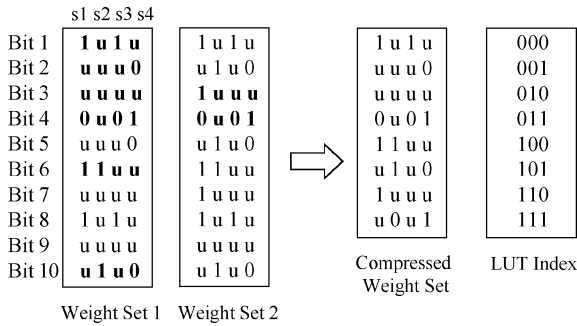 s1 s2 s3 s4
Bit 1 1 u 1 u 1 u 1 u 1 u 1 u 000
Bit 2 u u u 0 u 1 u 0 u u u 0 001
Bit 3 u u u u 1 u u u u u u u 010
Bit 4 0 u 0 1 0 u 0 1 0 u 0 1 011
Bit 5 u u u 0 u 1 u 0 1 1 u u 100
Bit 6 1 1 u u 1 1 u u u 1 u 0 101
Bit 7 u u u u 1 u u u 1 u u u 110
Bit 8 1 u 1 u 1 u 1 u u 0 u 1 111
Bit 9 u u u u u u u u
Bit 10 u 1 u 0 u 1 u 0
Compressed Weight Set
LUT Index
Weight Set 1 Weight Set 2